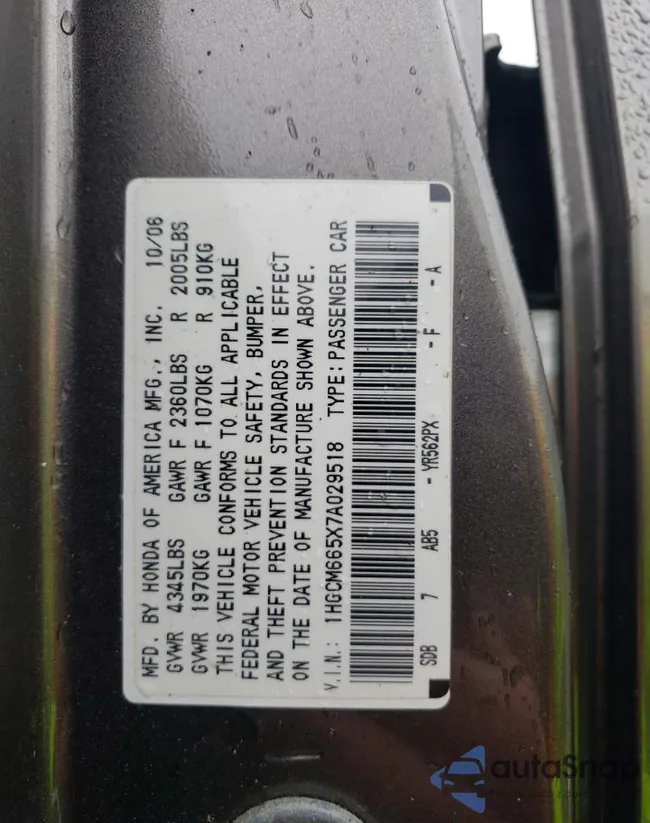 MFD. BY HONDA OF AMERICA MFG., INC. 10/06
GVWR 4345LBS GAWR F 2360LBS R 2005LBS
GVWR 1970KG GAWR F 1070KG R 910KG
THIS VEHICLE CONFORMS TO ALL APPLICABLE
FEDERAL MOTOR VEHICLE SAFETY, BUMPER,
AND THEFT PREVENTION STANDARDS IN EFFECT
ON THE DATE OF MANUFACTURE SHOWN ABOVE.
V.I.N.: 1HGCM665X7A029518 TYPE:PASSENGER CAR
SDB 7 AB5 - YR562PX - F - A
autoSnap